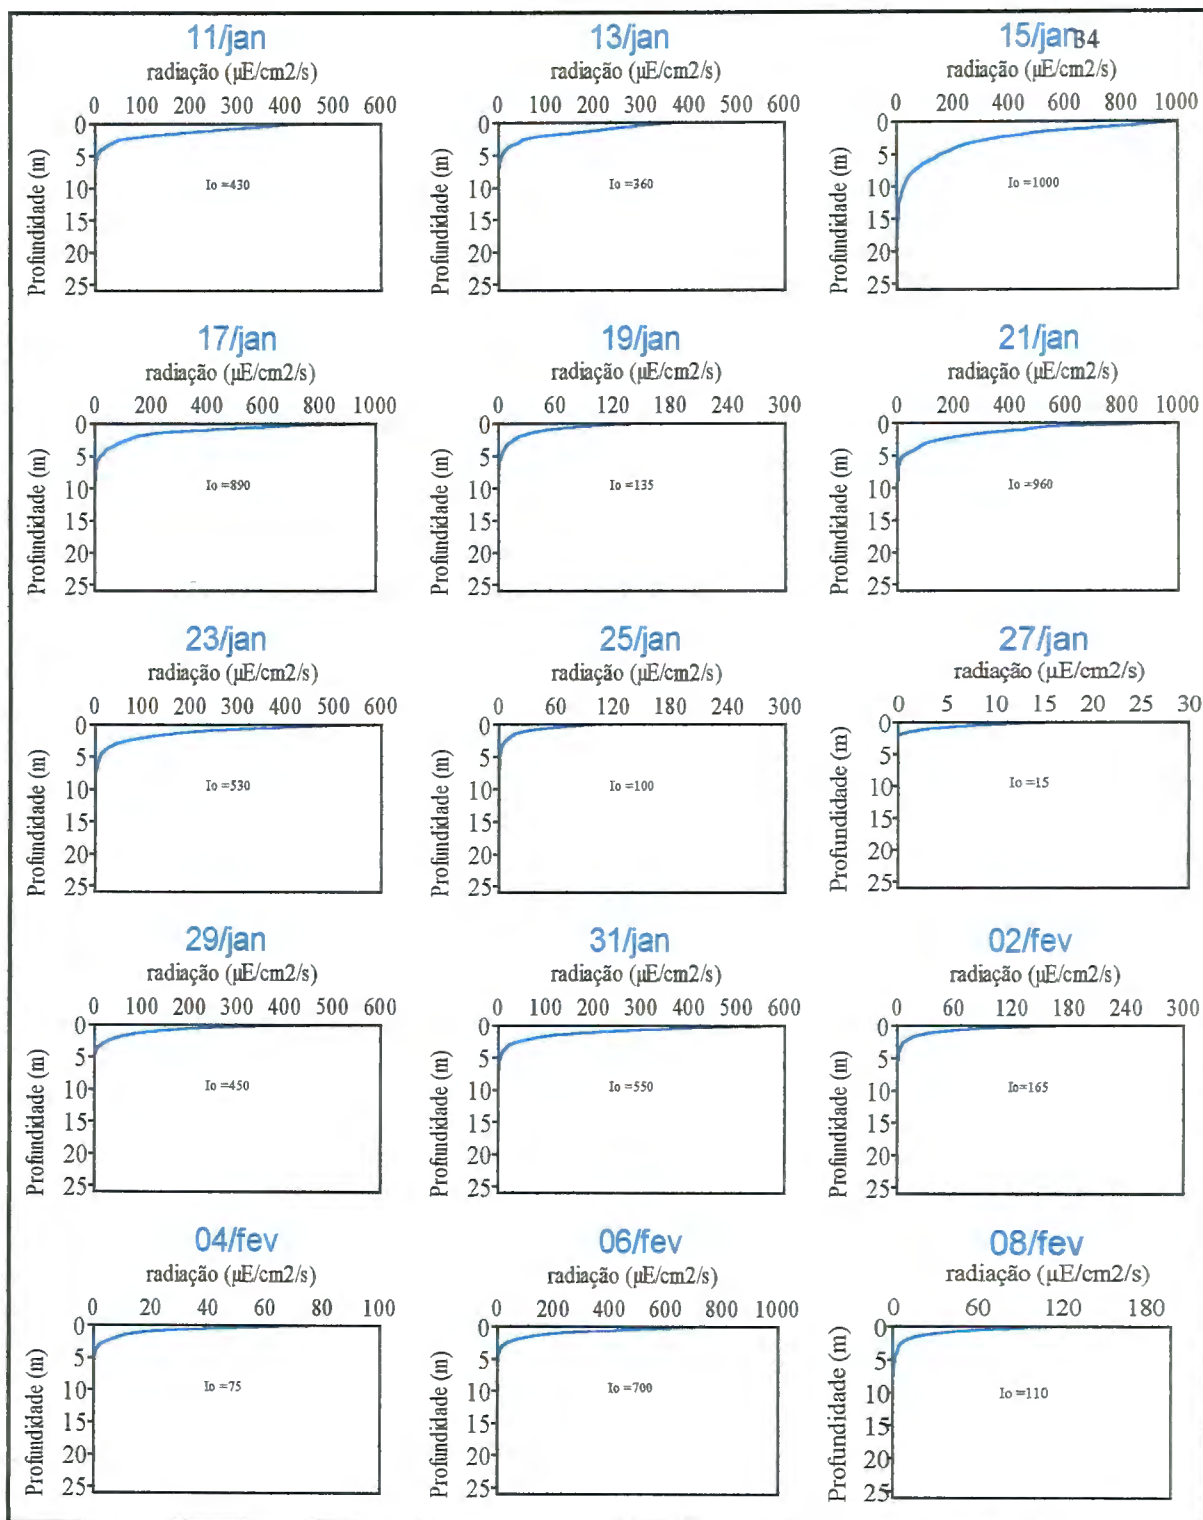 11/jan
radiação (µE/cm2/s)
0 100 200 300 400 500 600
Profundidade (m)
0
5
10
15
20
25
Io =430
13/jan
radiação (µE/cm2/s)
0 100 200 300 400 500 600
Profundidade (m)
0
5
10
15
20
25
Io =360
15/jan
34
radiação (µE/cm2/s)
0 200 400 600 800 1000
Profundidade (m)
0
5
10
15
20
25
Io =1000
17/jan
radiação (µE/cm2/s)
0 200 400 600 800 1000
Profundidade (m)
0
5
10
15
20
25
Io =890
19/jan
radiação (µE/cm2/s)
0 60 120 180 240 300
Profundidade (m)
0
5
10
15
20
25
Io =135
21/jan
radiação (µE/cm2/s)
0 200 400 600 800 1000
Profundidade (m)
0
5
10
15
20
25
Io =960
23/jan
radiação (µE/cm2/s)
0 100 200 300 400 500 600
Profundidade (m)
0
5
10
15
20
25
Io =530
25/jan
radiação (µE/cm2/s)
0 60 120 180 240 300
Profundidade (m)
0
5
10
15
20
25
Io =100
27/jan
radiação (µE/cm2/s)
0 5 10 15 20 25 30
Profundidade (m)
0
5
10
15
20
25
Io =15
29/jan
radiação (µE/cm2/s)
0 100 200 300 400 500 600
Profundidade (m)
0
5
10
15
20
25
Io =450
31/jan
radiação (µE/cm2/s)
0 100 200 300 400 500 600
Profundidade (m)
0
5
10
15
20
25
Io =550
02/fev
radiação (µE/cm2/s)
0 60 120 180 240 300
Profundidade (m)
0
5
10
15
20
25
Io=165
04/fev
radiação (µE/cm2/s)
0 20 40 60 80 100
Profundidade (m)
0
5
10
15
20
25
Io =75
06/fev
radiação (µE/cm2/s)
0 200 400 600 800 1000
Profundidade (m)
0
5
10
15
20
25
Io =700
08/fev
radiação (µE/cm2/s)
0 60 120 180
Profundidade (m)
0
5
10
15
20
25
Io =110